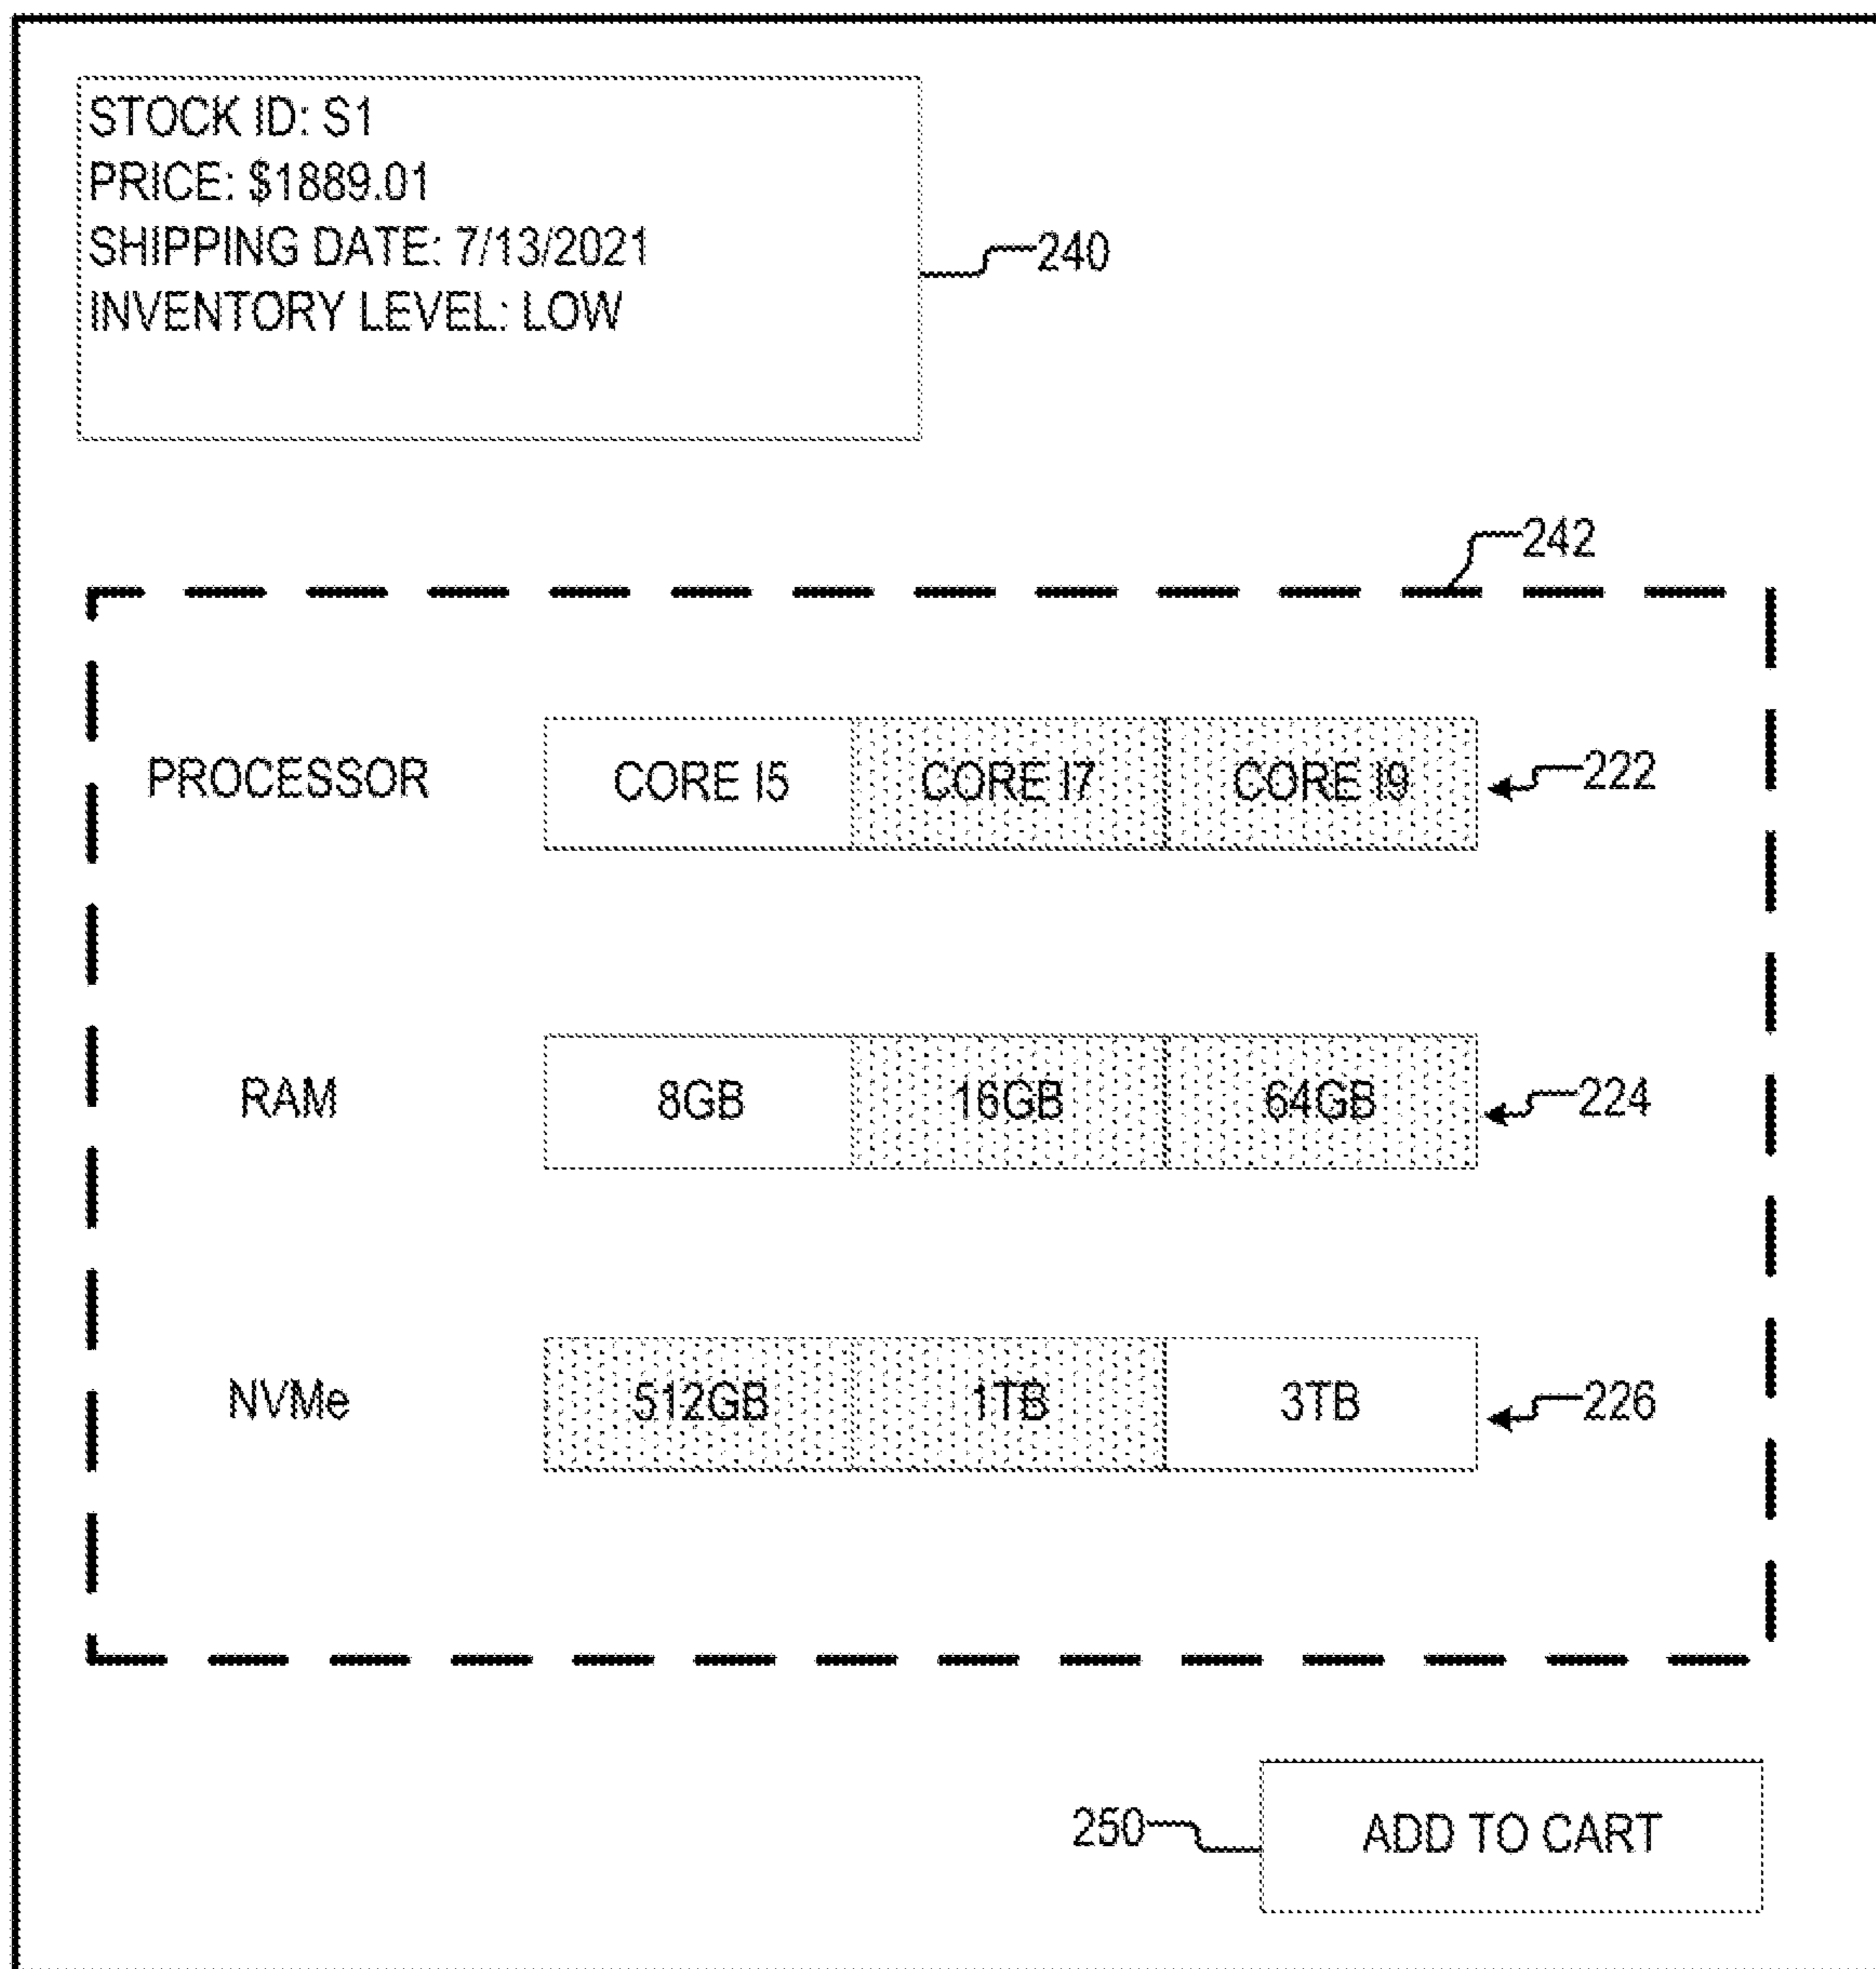 STOCK ID: S1
PRICE: $1889.01
SHIPPING DATE: 7/13/2021
INVENTORY LEVEL: LOW
240
242
PROCESSOR CORE I5 CORE I7 CORE I9 222
RAM 8GB 16GB 64GB 224
NVMe 512GB 1TB 3TB 226
250 ADD TO CART